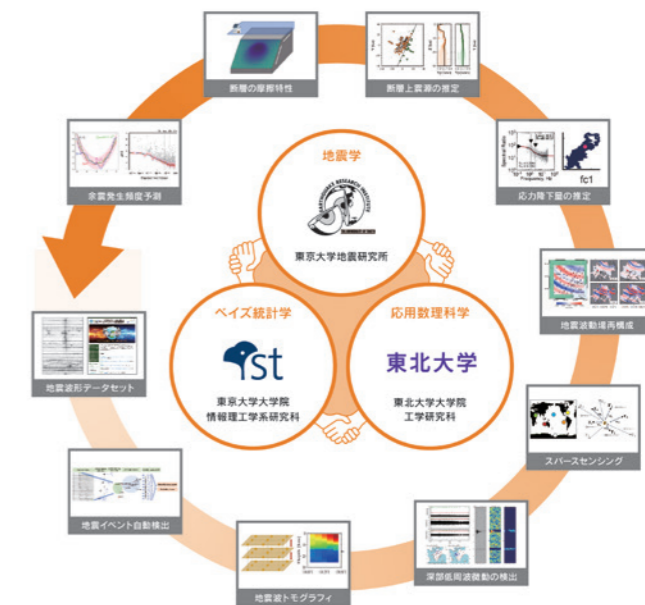 断層の摩擦特性
断層上震源の推定
余震発生頻度予測
応力降下量の推定
Spectral Ratio
Frequency, Hz
fc1
地震学
EARTHQUAKE RESEARCH INSTITUTE
東京大学地震研究所
地震波動場再構成
ベイズ統計学
ist
東京大学大学院
情報理工学系研究科
応用数理科学
東北大学
東北大学大学院
工学研究科
地震波形データセット
スパースセンシング
地震イベント自動検出
深部低周波微動の検出
地震波トモグラフィ